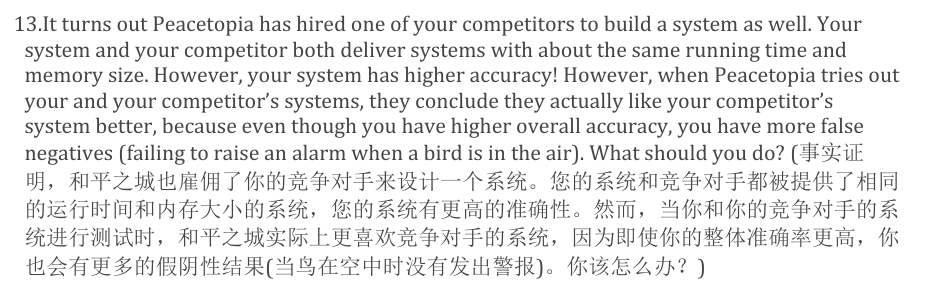 13.It turns out Peacetopia has hired one of your competitors to build a system as well. Your
system and your competitor both deliver systems with about the same running time and
memory size. However, your system has higher accuracy! However, when Peacetopia tries out
your and your competitor’s systems, they conclude they actually like your competitor’s
system better, because even though you have higher overall accuracy, you have more false
negatives (failing to raise an alarm when a bird is in the air). What should you do? (事实证
明，和平之城也雇佣了你的竞争对手来设计一个系统。您的系统和竞争对手都被提供了相同
的运行时间和内存大小的系统，您的系统有更高的准确性。然而，当你和你的竞争对手的系
统进行测试时，和平之城实际上更喜欢竞争对手的系统，因为即使你的整体准确率更高，你
也会有更多的假阴性结果(当鸟在空中时没有发出警报)。你该怎么办？)